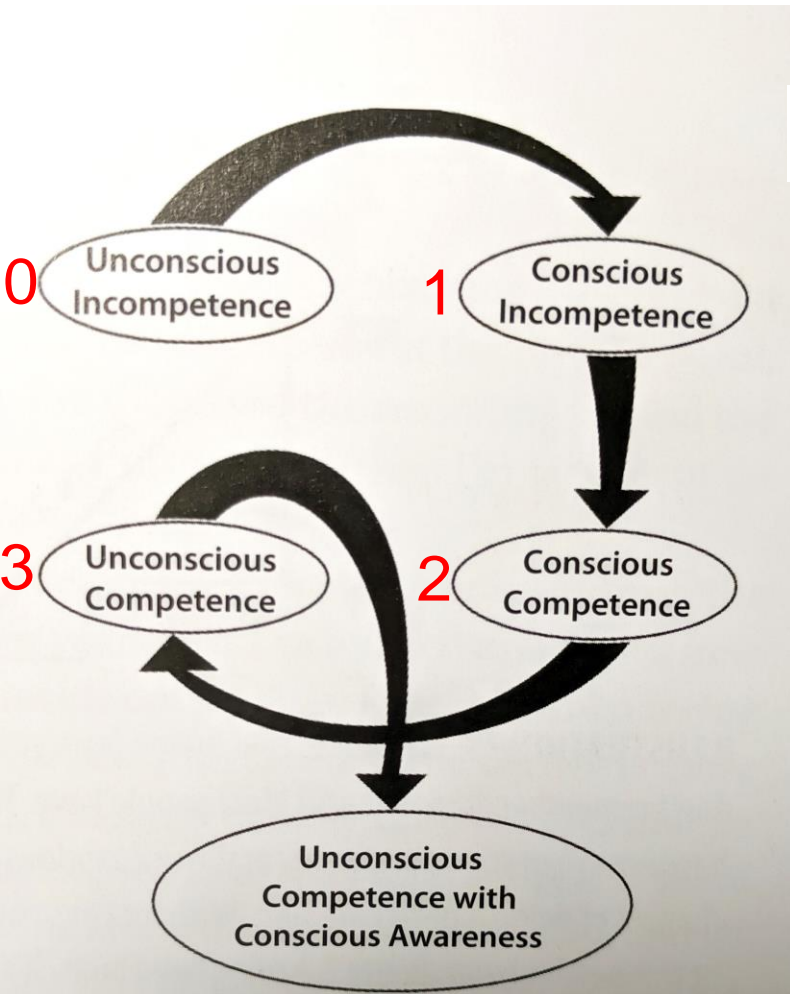 0
Unconscious
Incompetence
1
Conscious
Incompetence
3
Unconscious
Competence
2
Conscious
Competence
Unconscious
Competence with
Conscious Awareness